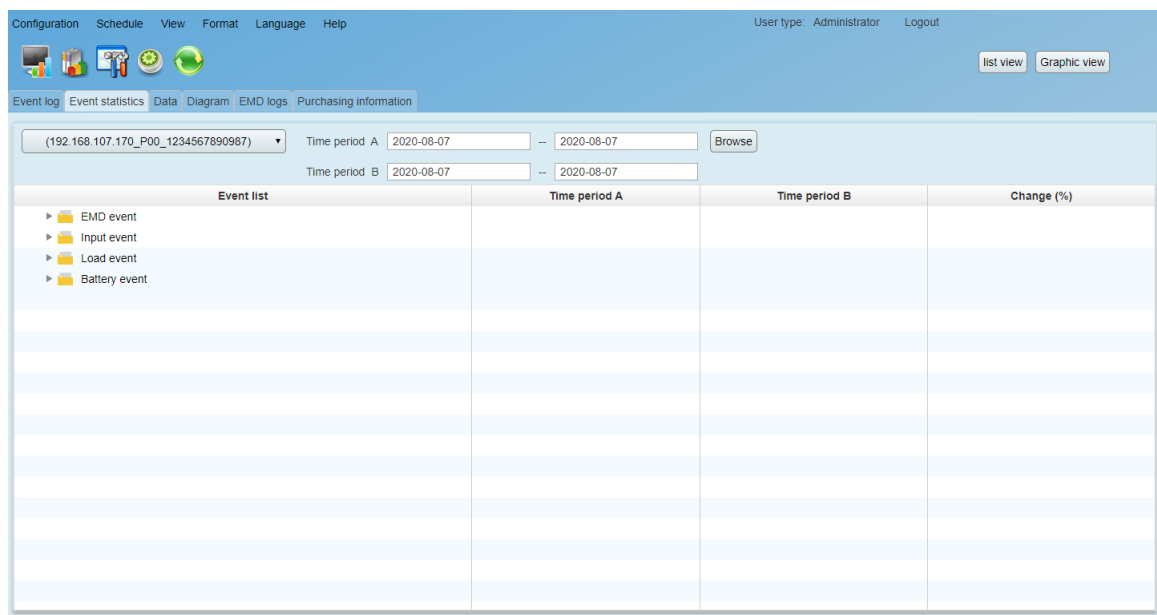 Configuration Schedule View Format Language Help User type: Administrator Logout
list view Graphic view
Event log Event statistics Data Diagram EMD logs Purchasing information
(192.168.107.170_P00_1234567890987) Time period A 2020-08-07 -- 2020-08-07 Browse
Time period B 2020-08-07 -- 2020-08-07
Event list Time period A Time period B Change (%)
EMD event
Input event
Load event
Battery event